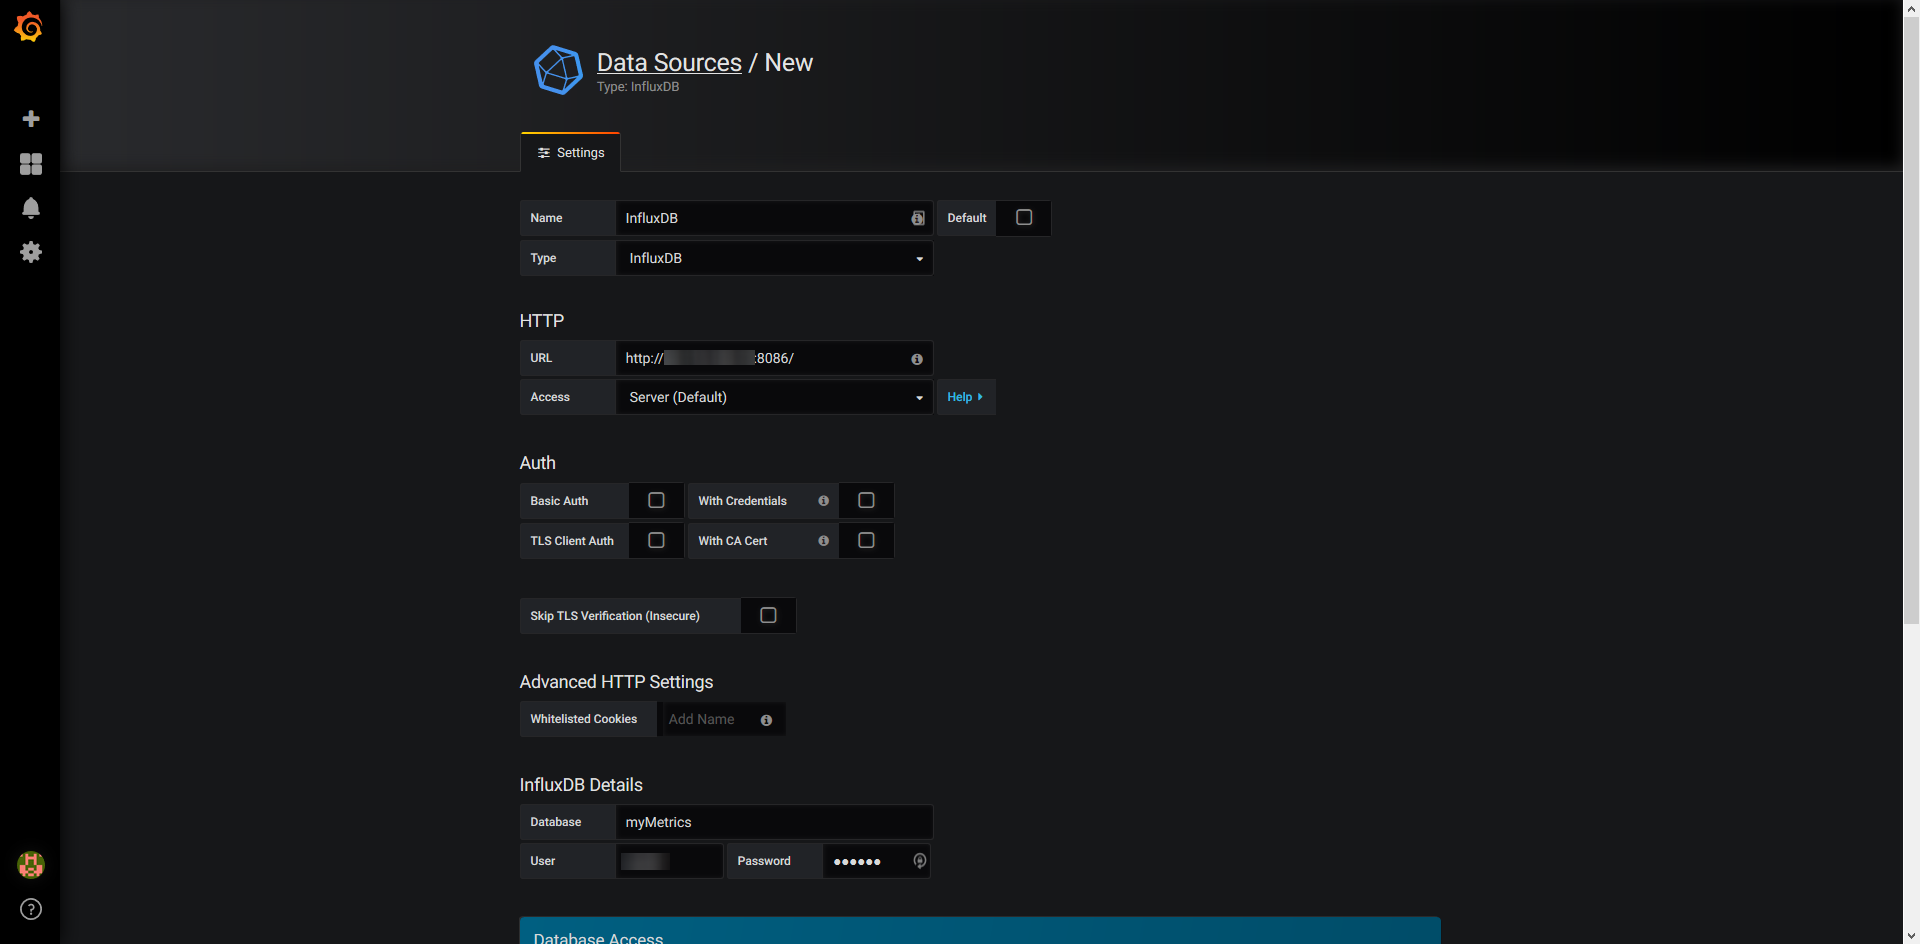 Data Sources / New
Type: InfluxDB
Settings
Name InfluxDB Default
Type InfluxDB
HTTP
URL http:// :8086/
Access Server (Default) Help
Auth
Basic Auth With Credentials
TLS Client Auth With CA Cert
Skip TLS Verification (Insecure)
Advanced HTTP Settings
Whitelisted Cookies Add Name
InfluxDB Details
Database myMetrics
User Password ••••••
Database Access